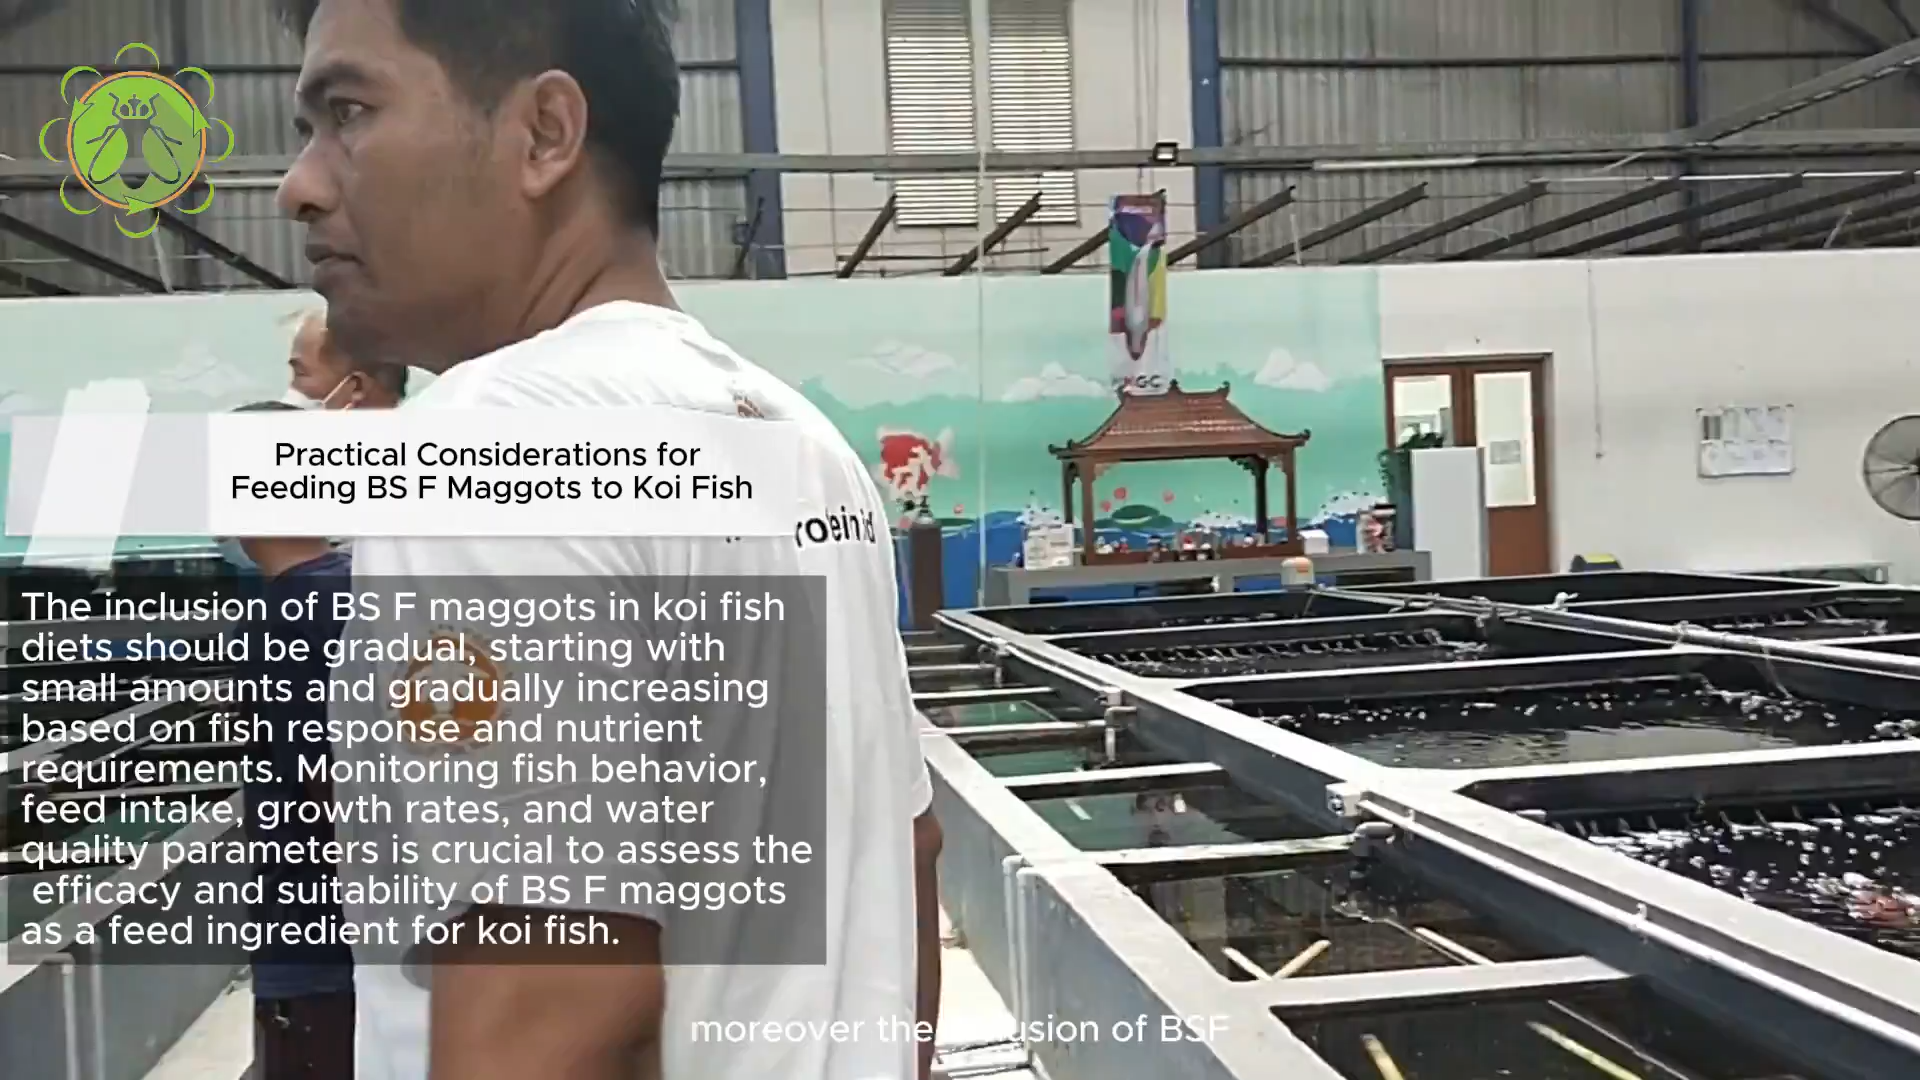 Practical Considerations for
Feeding BS F Maggots to Koi Fish
The inclusion of BS F maggots in koi fish
diets should be gradual, starting with
small amounts and gradually increasing
based on fish response and nutrient
requirements. Monitoring fish behavior,
feed intake, growth rates, and water
quality parameters is crucial to assess the
efficacy and suitability of BS F maggots
as a feed ingredient for koi fish.
moreover the inclusion of BSF